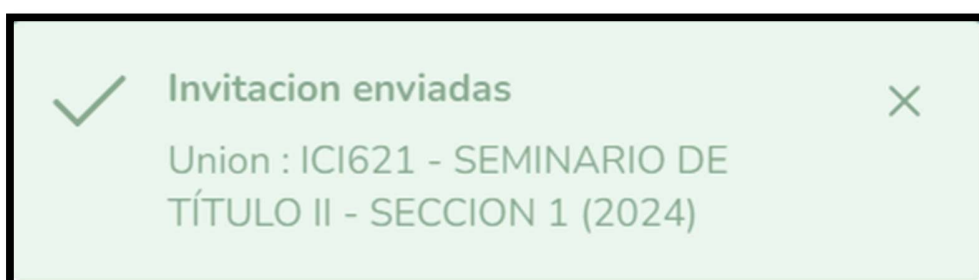 Invitacion enviadas
Union : ICI621 - SEMINARIO DE
TÍTULO II - SECCION 1 (2024)